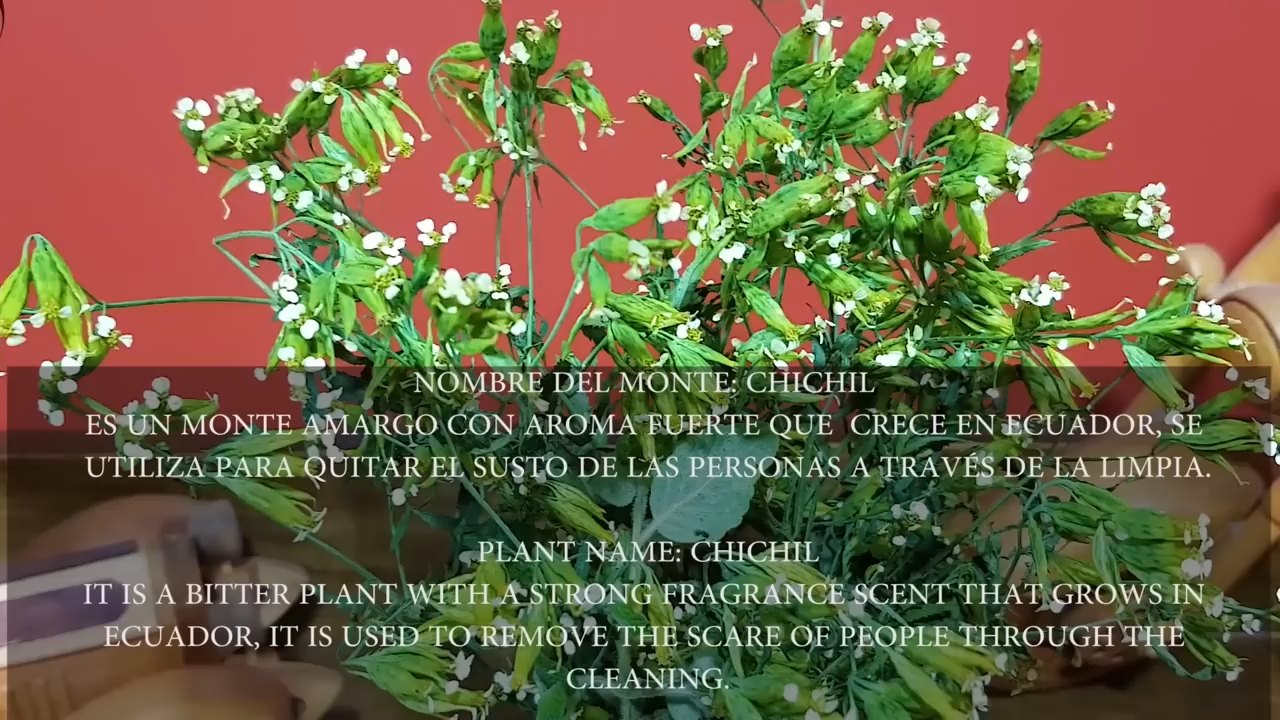 NOMBRE DEL MONTE: CHICHIL
ES UN MONTE AMARGO CON AROMA FUERTE QUE CRECE EN ECUADOR, SE
UTILIZA PARA QUITAR EL SUSTO DE LAS PERSONAS A TRAVÉS DE LA LIMPIA.
PLANT NAME: CHICHIL
IT IS A BITTER PLANT WITH A STRONG FRAGRANCE SCENT THAT GROWS IN
ECUADOR, IT IS USED TO REMOVE THE SCARE OF PEOPLE THROUGH THE
CLEANING.